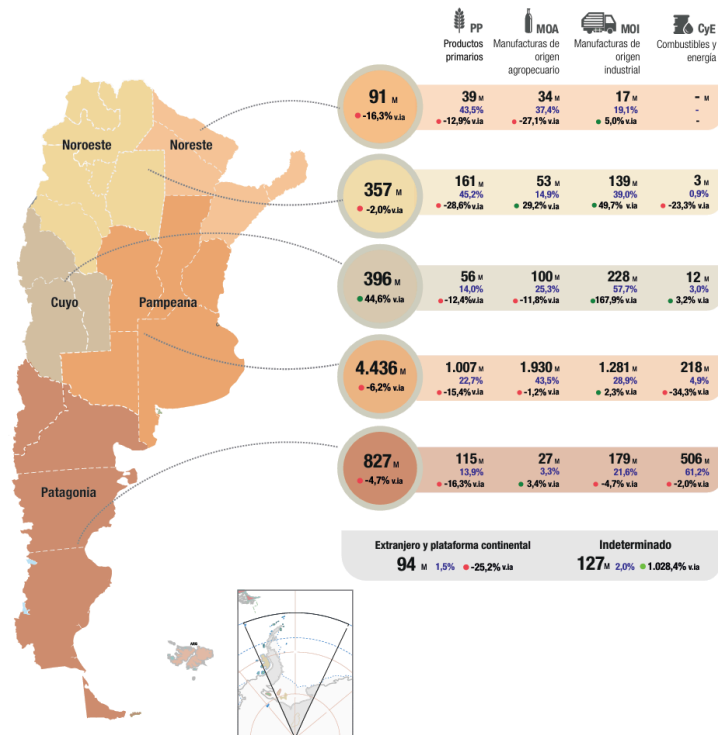 PP
Productos
primarios
MOA
Manufacturas de
origen
agropecuario
MOI
Manufacturas de
origen
industrial
CyE
Combustibles y
energía
Noroeste
Noreste
Cuyo
Pampeana
Patagonia
91 M
-16,3% v.ia
39 M
43,5%
-12,9% v.ia
34 M
37,4%
-27,1% v.ia
17 M
19,1%
5,0% v.ia
- M
-
-
357 M
-2,0% v.ia
161 M
45,2%
-28,6% v.ia
53 M
14,9%
29,2% v.ia
139 M
39,0%
49,7% v.ia
3 M
0,9%
-23,3% v.ia
396 M
44,6% v.ia
56 M
14,0%
-12,4% v.ia
100 M
25,3%
-11,8% v.ia
228 M
57,7%
167,9% v.ia
12 M
3,0%
3,2% v.ia
4.436 M
-6,2% v.ia
1.007 M
22,7%
-15,4% v.ia
1.930 M
43,5%
-1,2% v.ia
1.281 M
28,9%
2,3% v.ia
218 M
4,9%
-34,3% v.ia
827 M
-4,7% v.ia
115 M
13,9%
-16,3% v.ia
27 M
3,3%
3,4% v.ia
179 M
21,6%
-4,7% v.ia
506 M
61,2%
-2,0% v.ia
Extranjero y plataforma continental
94 M 1,5% -25,2% v.ia
Indeterminado
127 M 2,0% 1.028,4% v.ia